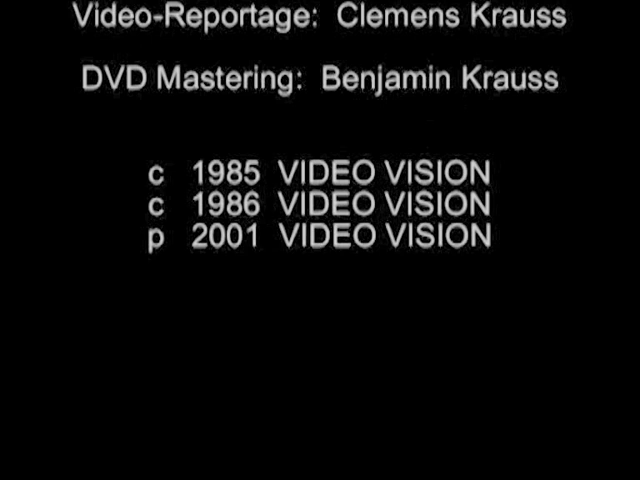 Video-Reportage: Clemens Krauss
DVD Mastering: Benjamin Krauss
c 1985 VIDEO VISION
c 1986 VIDEO VISION
p 2001 VIDEO VISION